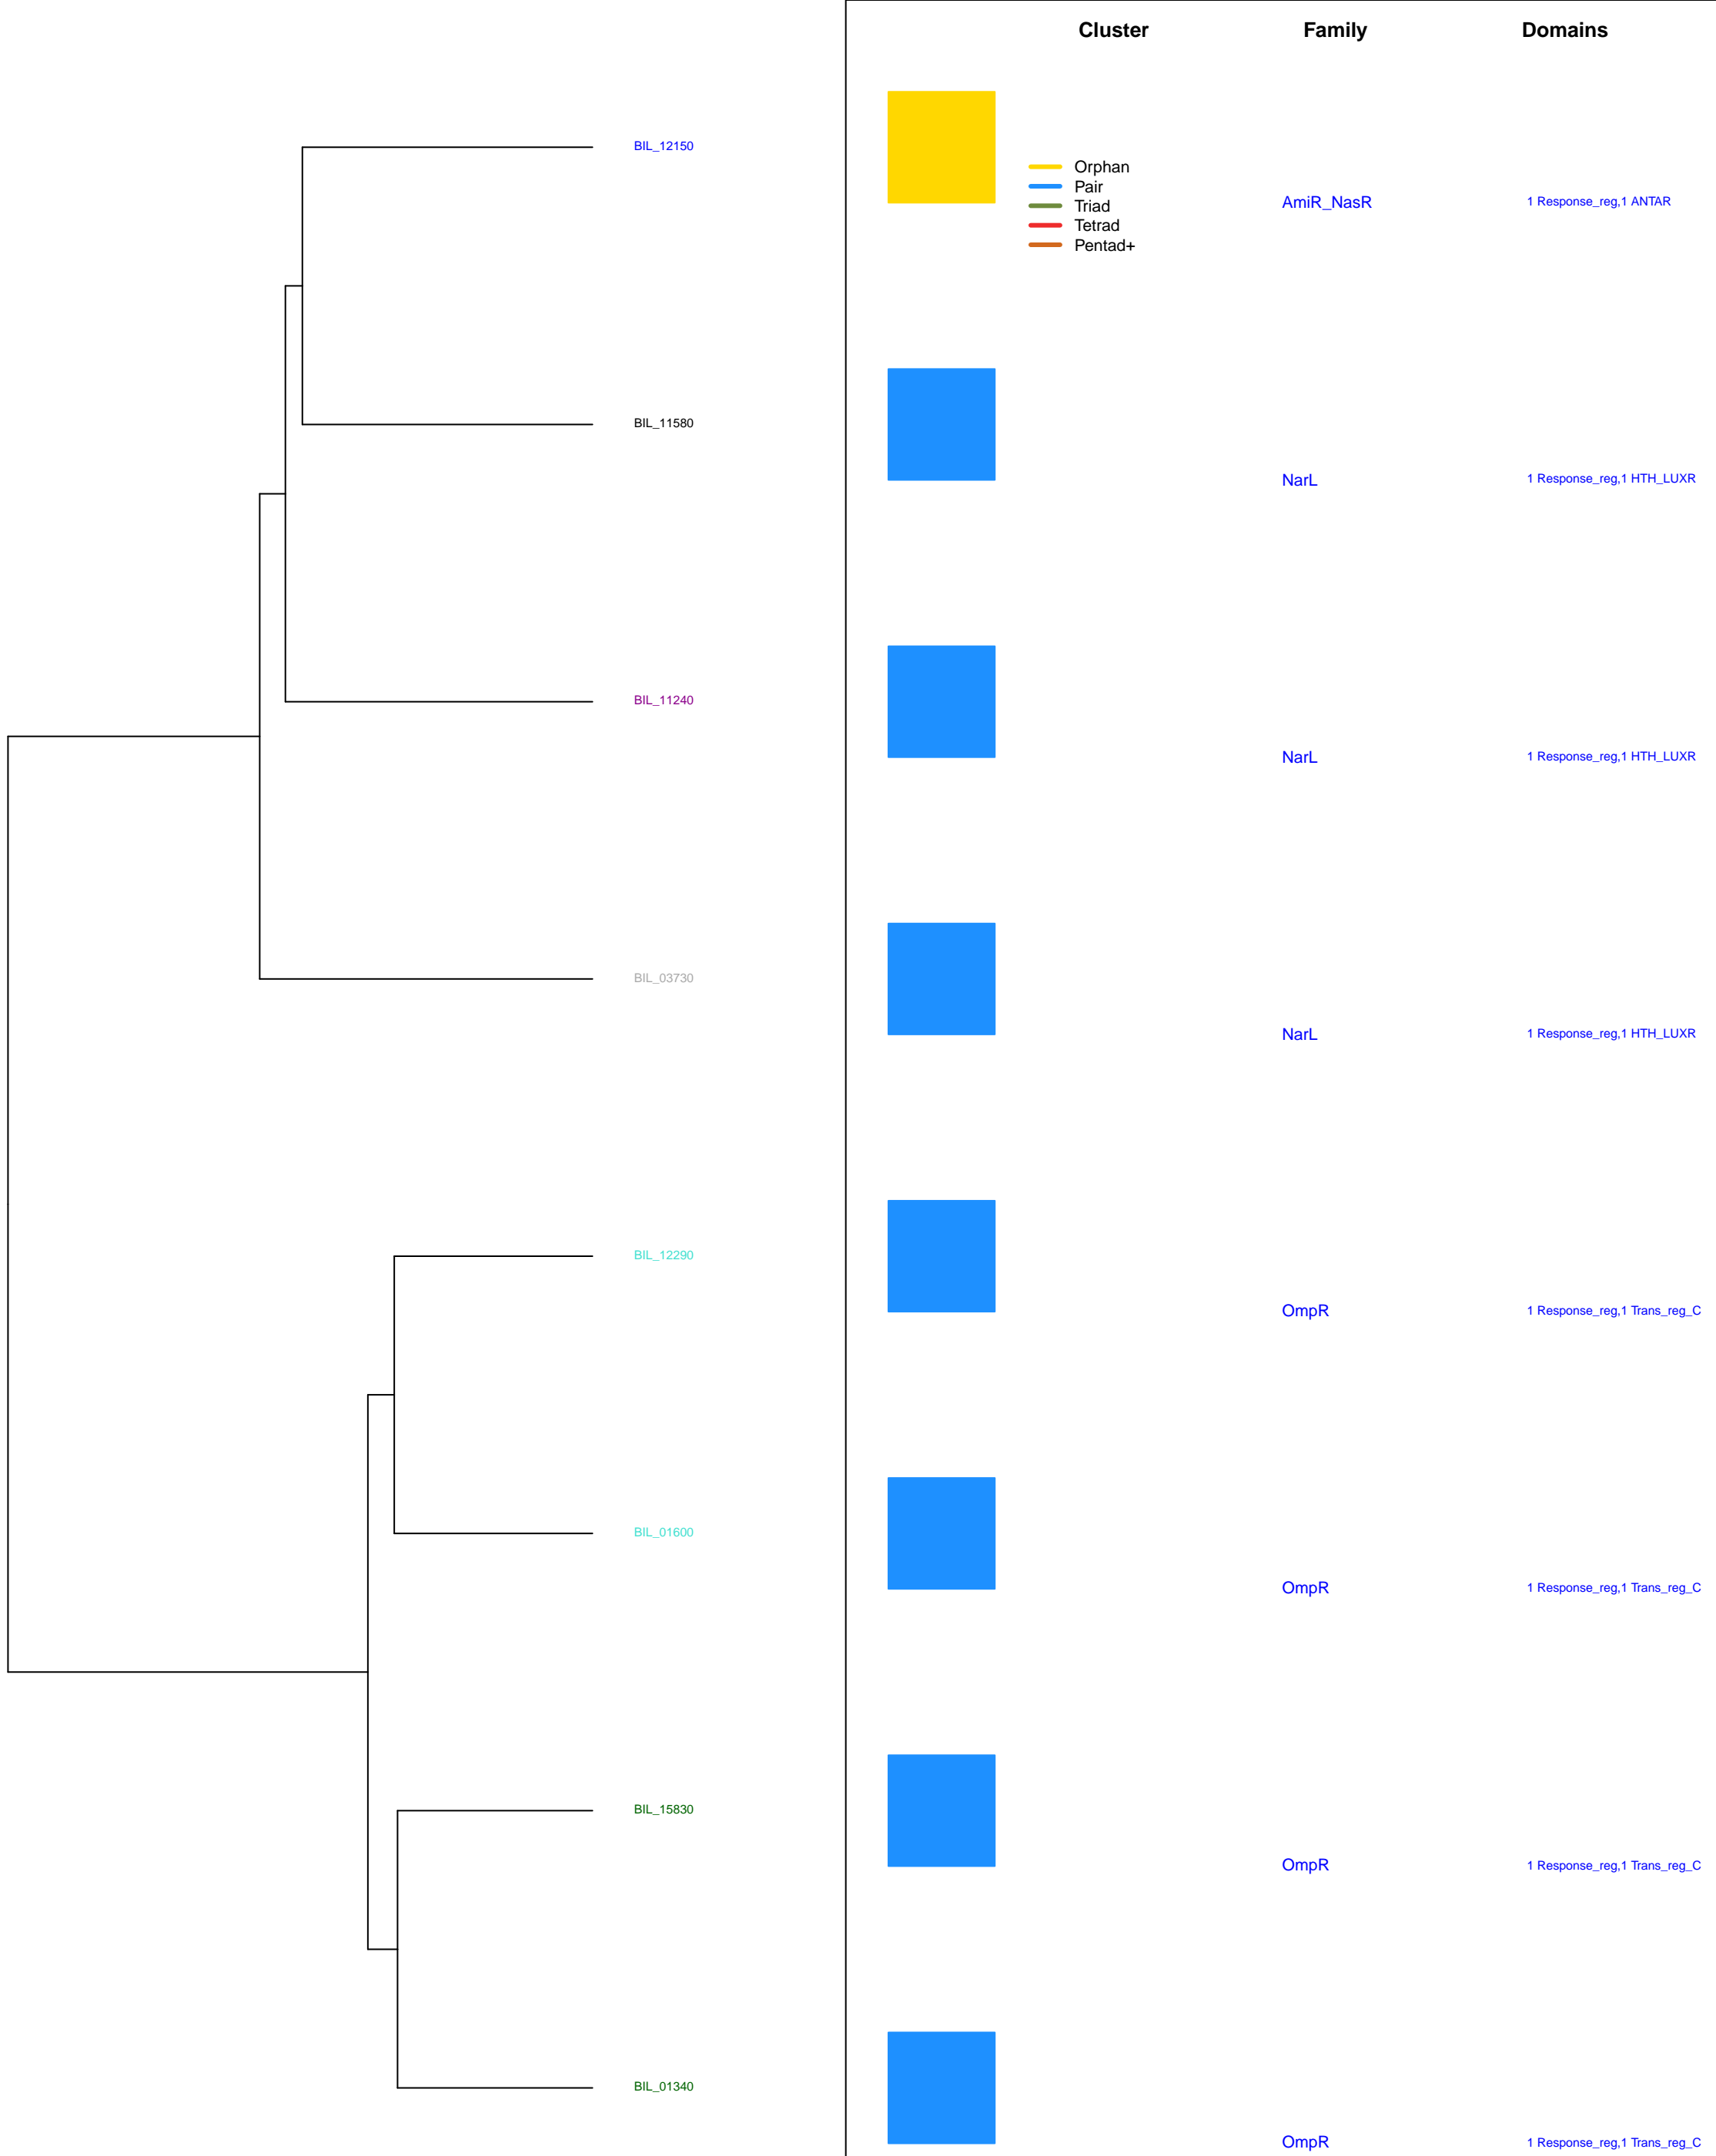 Cluster Family Domains
BIL_12150
Orphan
Pair
Triad
Tetrad
Pentad+
AmiR_NasR 1 Response_reg,1 ANTAR
BIL_11580
NarL 1 Response_reg,1 HTH_LUXR
BIL_11240
NarL 1 Response_reg,1 HTH_LUXR
BIL_03730
NarL 1 Response_reg,1 HTH_LUXR
BIL_12290
OmpR 1 Response_reg,1 Trans_reg_C
BIL_01600
OmpR 1 Response_reg,1 Trans_reg_C
BIL_15830
OmpR 1 Response_reg,1 Trans_reg_C
BIL_01340
OmpR 1 Response_reg,1 Trans_reg_C